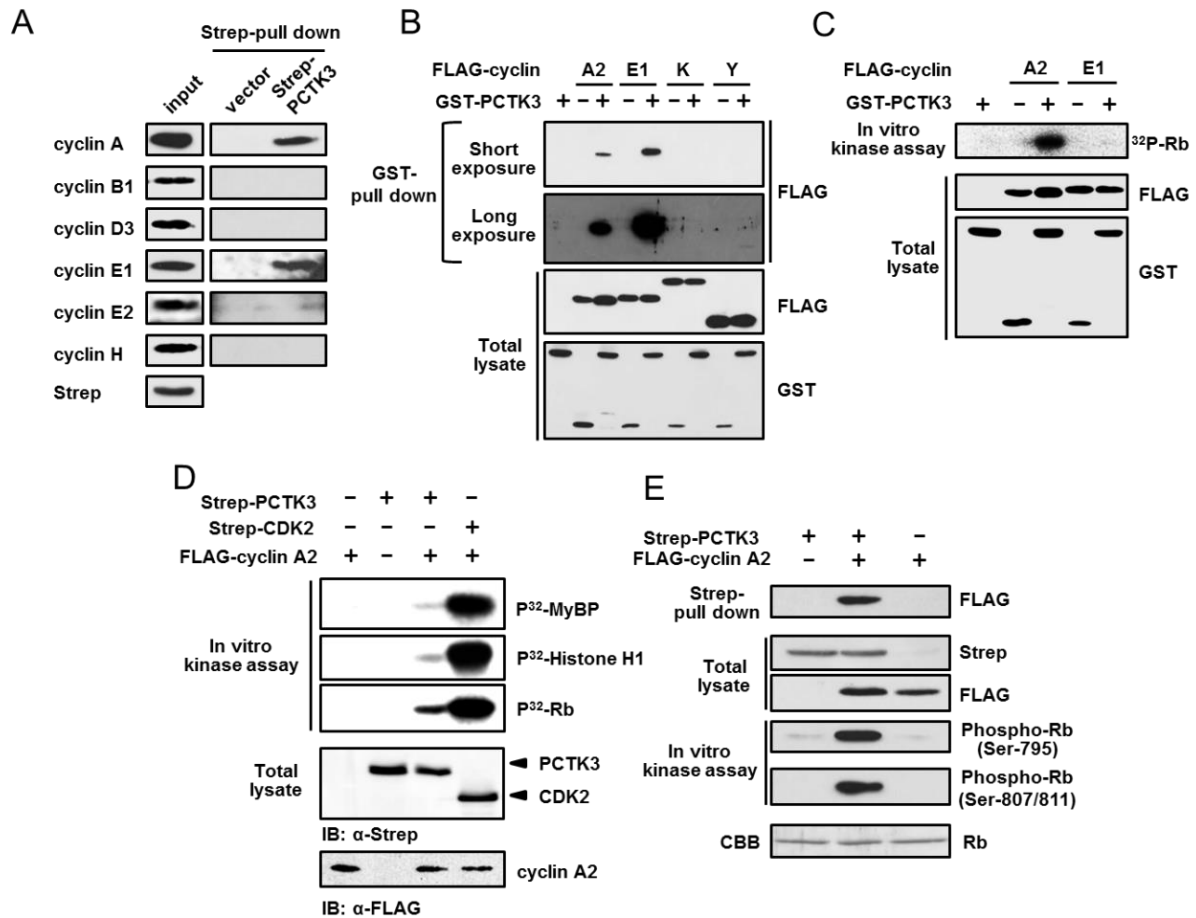 A
Strep-pull down
input
vector
Strep-
PCTK3
cyclin A
cyclin B1
cyclin D3
cyclin E1
cyclin E2
cyclin H
Strep
B
FLAG-cyclin A2 E1 K Y
GST-PCTK3 + − + − + − + − +
GST-
pull down
Short
exposure
Long
exposure
FLAG
Total
lysate
FLAG
GST
C
FLAG-cyclin A2 E1
GST-PCTK3 + − + − +
In vitro
kinase assay
³²P-Rb
Total
lysate
FLAG
GST
D
Strep-PCTK3 − + + −
Strep-CDK2 − − − +
FLAG-cyclin A2 + − + +
In vitro
kinase assay
P³²-MyBP
P³²-Histone H1
P³²-Rb
Total
lysate
PCTK3
CDK2
IB: α-Strep
cyclin A2
IB: α-FLAG
E
Strep-PCTK3 + + −
FLAG-cyclin A2 − + +
Strep-
pull down
FLAG
Total
lysate
Strep
FLAG
In vitro
kinase assay
Phospho-Rb
(Ser-795)
Phospho-Rb
(Ser-807/811)
CBB Rb